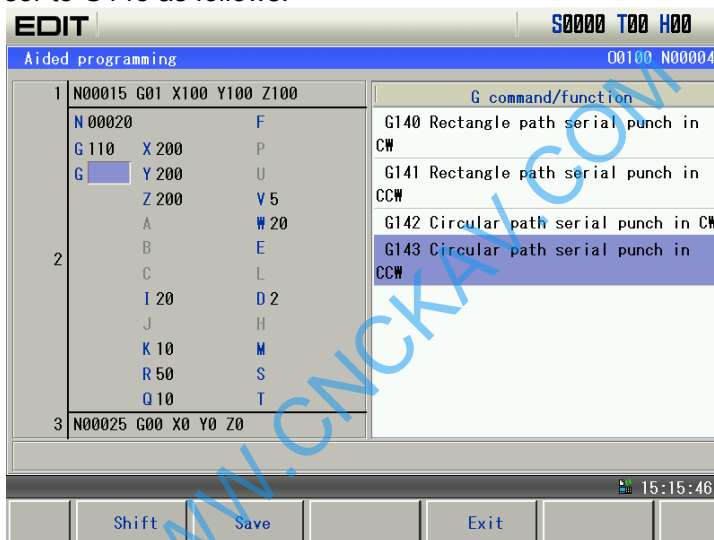 EDIT S0000 T00 H00
Aided programming O0100 N00004
1 N00015 G01 X100 Y100 Z100
G command/function
N 00020 F
G 110 X 200 P
G Y 200 U
Z 200 V 5
A W 20
B E
2
C L
I 20 D 2
J H
K 10 M
R 50 S
Q 10 T
3 N00025 G00 X0 Y0 Z0
G140 Rectangle path serial punch in
CW
G141 Rectangle path serial punch in
CCW
G142 Circular path serial punch in CW
G143 Circular path serial punch in
CCW
15:15:46
Shift Save Exit
WWW.CNCKAV.COM